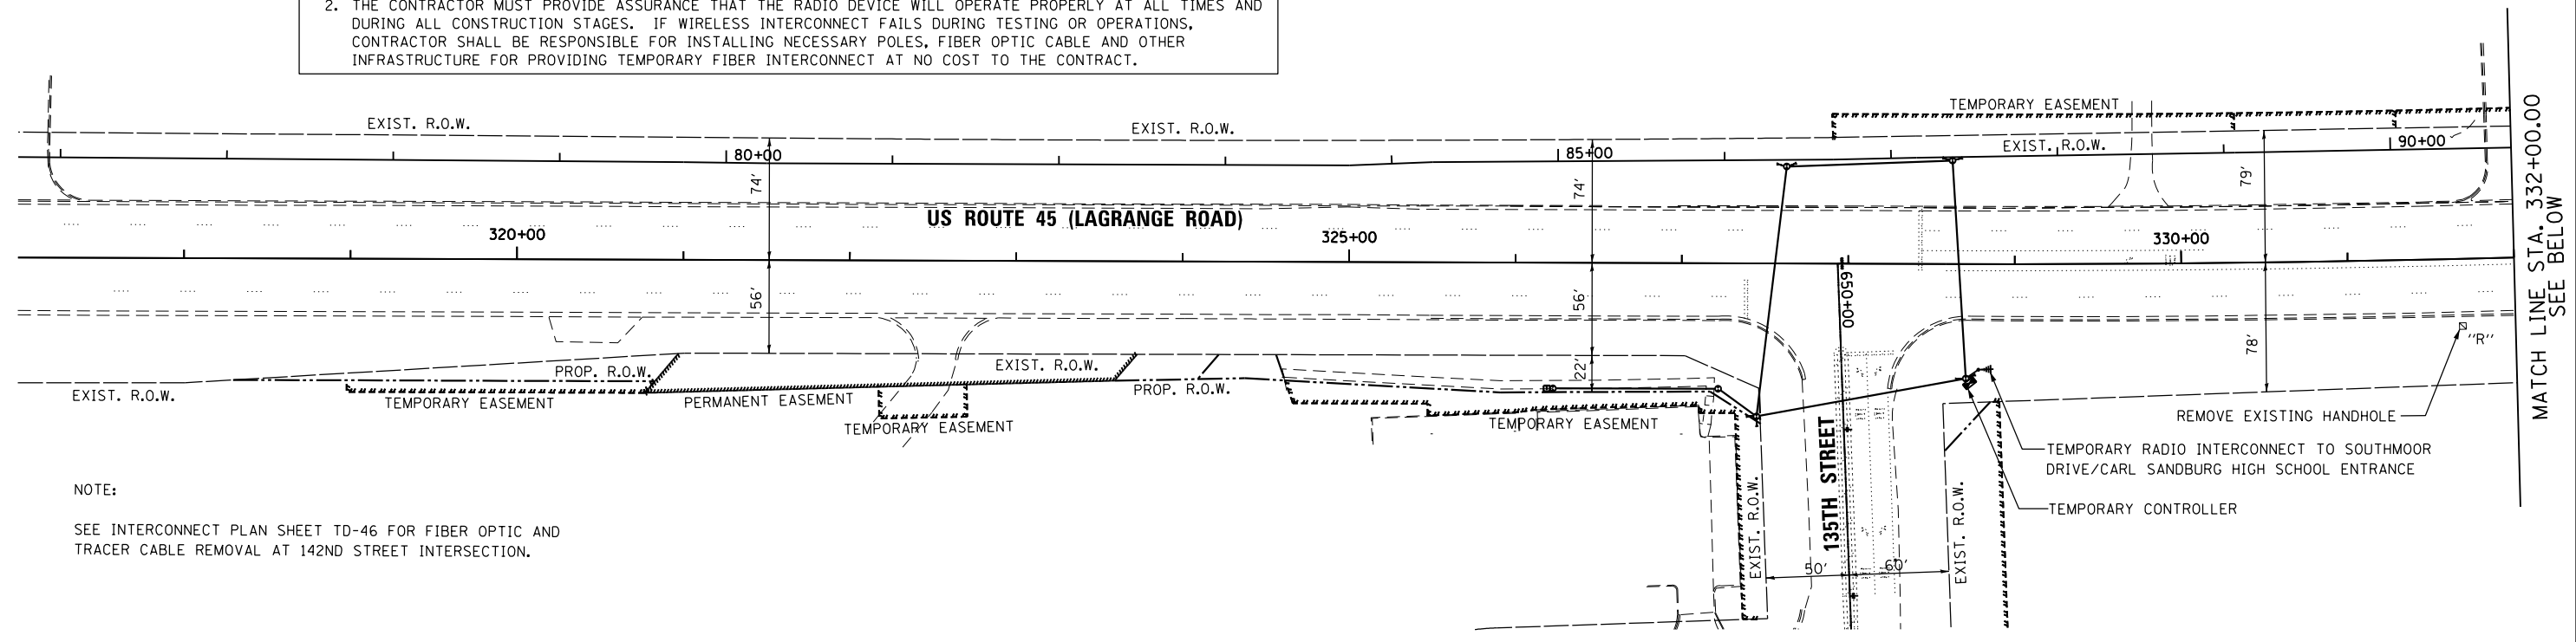 2. THE CONTRACTOR MUST PROVIDE ASSURANCE THAT THE RADIO DEVICE WILL OPERATE PROPERLY AT ALL TIMES AND
DURING ALL CONSTRUCTION STAGES. IF WIRELESS INTERCONNECT FAILS DURING TESTING OR OPERATIONS,
CONTRACTOR SHALL BE RESPONSIBLE FOR INSTALLING NECESSARY POLES, FIBER OPTIC CABLE AND OTHER
INFRASTRUCTURE FOR PROVIDING TEMPORARY FIBER INTERCONNECT AT NO COST TO THE CONTRACT.
TEMPORARY EASEMENT
EXIST. R.O.W.
EXIST. R.O.W.
EXIST. R.O.W.
80+00
85+00
90+00
74'
74'
79'
US ROUTE 45 (LAGRANGE ROAD)
320+00
325+00
330+00
MATCH LINE STA. 332+00.00
SEE BELOW
56'
56'
650+00
78'
"R"
22'
EXIST. R.O.W.
PROP. R.O.W.
EXIST. R.O.W.
PROP. R.O.W.
TEMPORARY EASEMENT
PERMANENT EASEMENT
TEMPORARY EASEMENT
TEMPORARY EASEMENT
REMOVE EXISTING HANDHOLE
TEMPORARY RADIO INTERCONNECT TO SOUTHMOOR
DRIVE/CARL SANDBURG HIGH SCHOOL ENTRANCE
TEMPORARY CONTROLLER
135TH STREET
EXIST. R.O.W.
EXIST. R.O.W.
50'
60'
NOTE:
SEE INTERCONNECT PLAN SHEET TD-46 FOR FIBER OPTIC AND
TRACER CABLE REMOVAL AT 142ND STREET INTERSECTION.